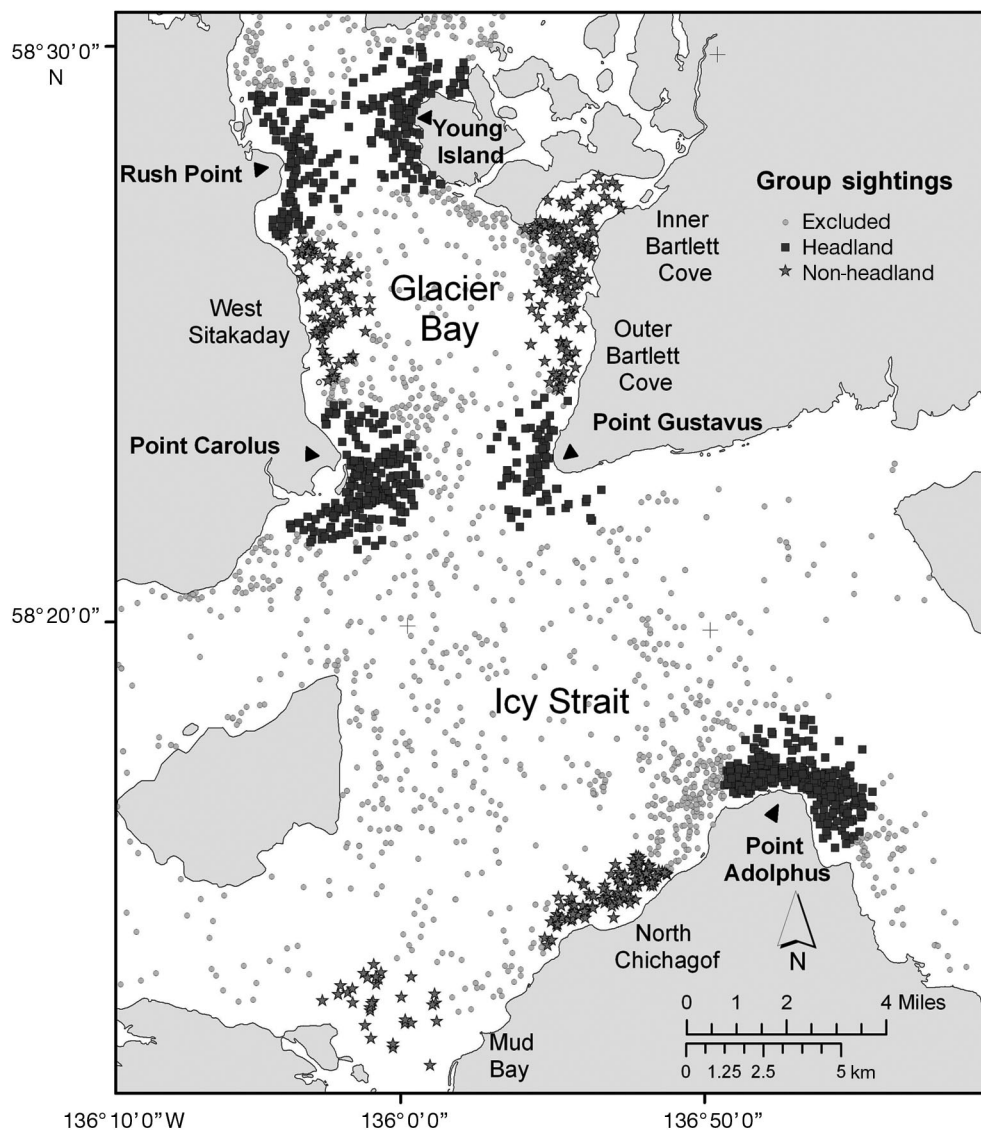 58°30'0"
N
Young
Island
Rush Point
Group sightings
Excluded
Headland
Non-headland
Inner
Bartlett
Cove
Glacier
Bay
West
Sitakaday
Outer
Bartlett
Cove
Point Carolus
Point Gustavus
58°20'0"
Icy Strait
Point
Adolphus
North
Chichagof
N
Mud
Bay
0 1 2 4 Miles
0 1.25 2.5 5 km
136°10'0"W 136°0'0" 136°50'0"